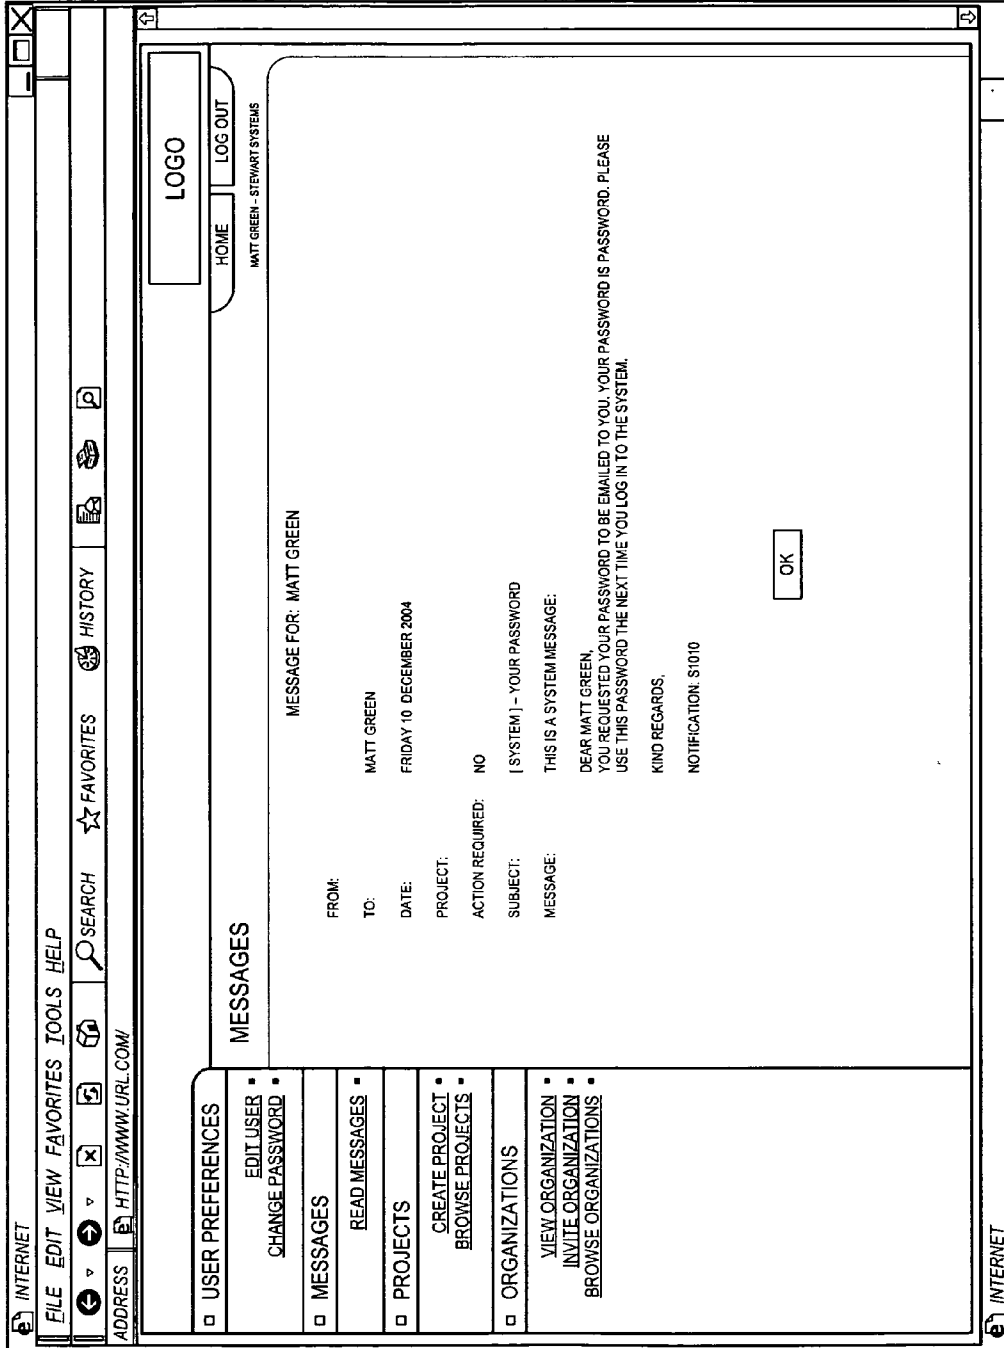 INTERNET
FILE EDIT VIEW FAVORITES TOOLS HELP
SEARCH FAVORITES HISTORY
ADDRESS HTTP://WWW.URL.COM/
LOGO
HOME LOG OUT
MATT GREEN – STEWART SYSTEMS
USER PREFERENCES
EDIT USER
CHANGE PASSWORD
MESSAGES
READ MESSAGES
PROJECTS
CREATE PROJECT
BROWSE PROJECTS
ORGANIZATIONS
VIEW ORGANIZATION
INVITE ORGANIZATION
BROWSE ORGANIZATIONS
MESSAGES
MESSAGE FOR: MATT GREEN
FROM:
TO: MATT GREEN
DATE: FRIDAY 10 DECEMBER 2004
PROJECT:
ACTION REQUIRED: NO
SUBJECT: [ SYSTEM ] – YOUR PASSWORD
MESSAGE: THIS IS A SYSTEM MESSAGE:
DEAR MATT GREEN,
YOU REQUESTED YOUR PASSWORD TO BE EMAILED TO YOU. YOUR PASSWORD IS PASSWORD. PLEASE
USE THIS PASSWORD THE NEXT TIME YOU LOG IN TO THE SYSTEM.
KIND REGARDS,
NOTIFICATION: S1010
OK
INTERNET